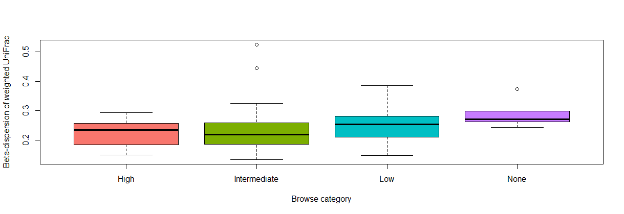 Beta-dispersion of weighted UniFrac
0.5
0.4
0.3
0.2
High Intermediate Low None
Browse category